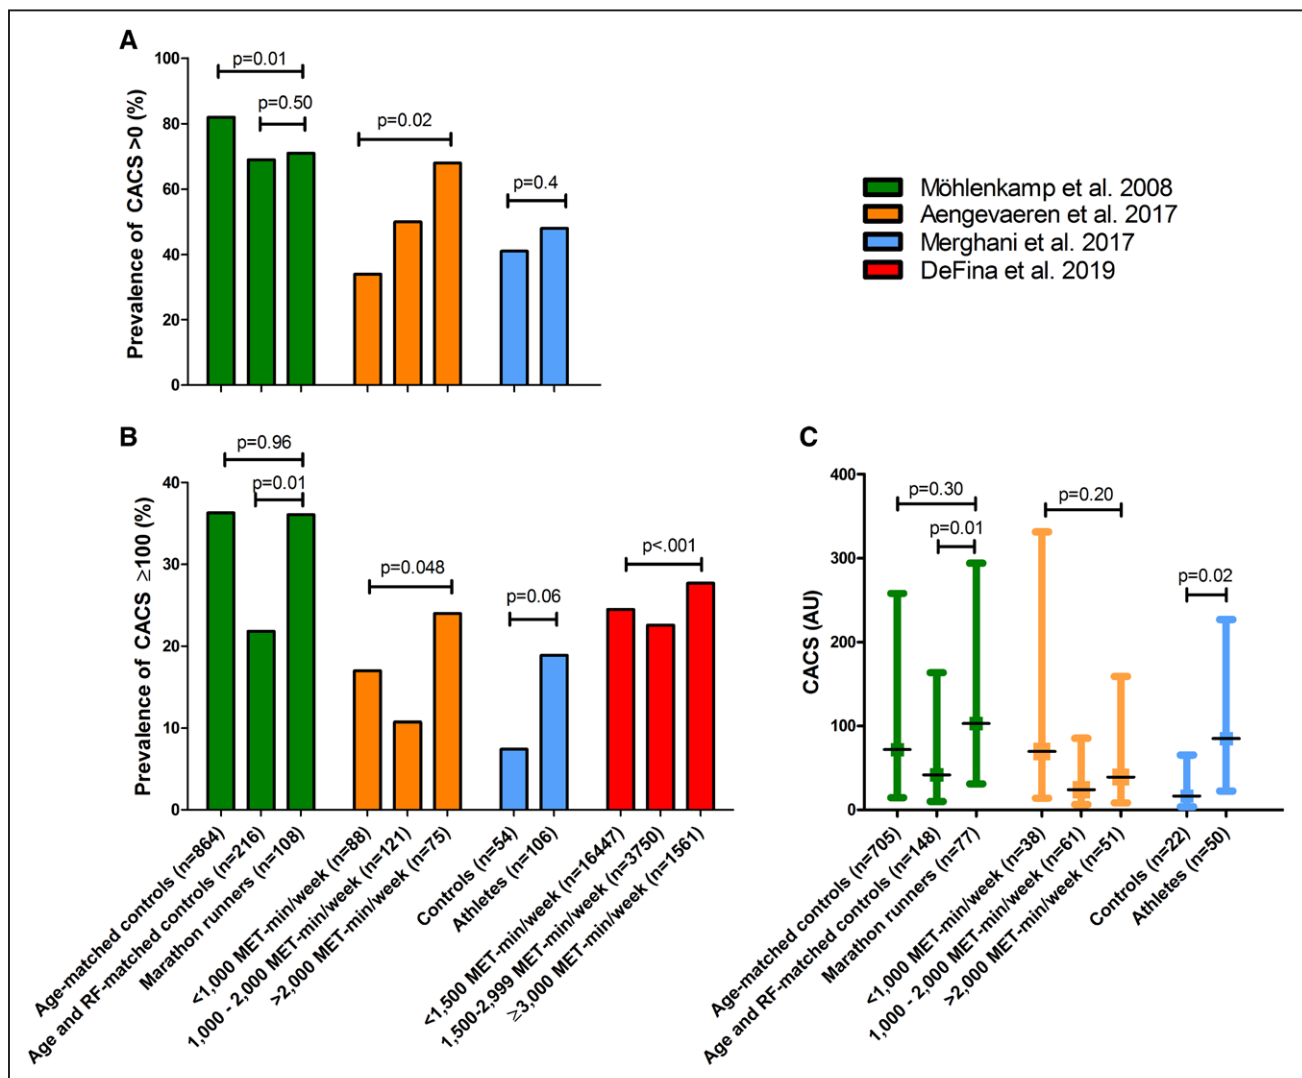 A
Prevalence of CACS >0 (%)
100
80
60
40
20
0
p=0.01
p=0.50
p=0.02
p=0.4
Möhlenkamp et al. 2008
Aengevaeren et al. 2017
Merghani et al. 2017
DeFina et al. 2019
B
Prevalence of CACS ≥100 (%)
40
30
20
10
0
p=0.96
p=0.01
p=0.048
p=0.06
p<.001
Age-matched controls (n=864)
Age and RF-matched controls (n=216)
Marathon runners (n=108)
<1,000 MET-min/week (n=88)
1,000 - 2,000 MET-min/week (n=121)
>2,000 MET-min/week (n=75)
Controls (n=54)
Athletes (n=106)
<1,500 MET-min/week (n=16447)
1,500-2,999 MET-min/week (n=3750)
≥3,000 MET-min/week (n=1561)
C
CACS (AU)
400
300
200
100
0
p=0.30
p=0.01
p=0.20
p=0.02
Age-matched controls (n=705)
Age and RF-matched controls (n=148)
Marathon runners (n=77)
<1,000 MET-min/week (n=38)
1,000 - 2,000 MET-min/week (n=61)
>2,000 MET-min/week (n=51)
Controls (n=22)
Athletes (n=50)